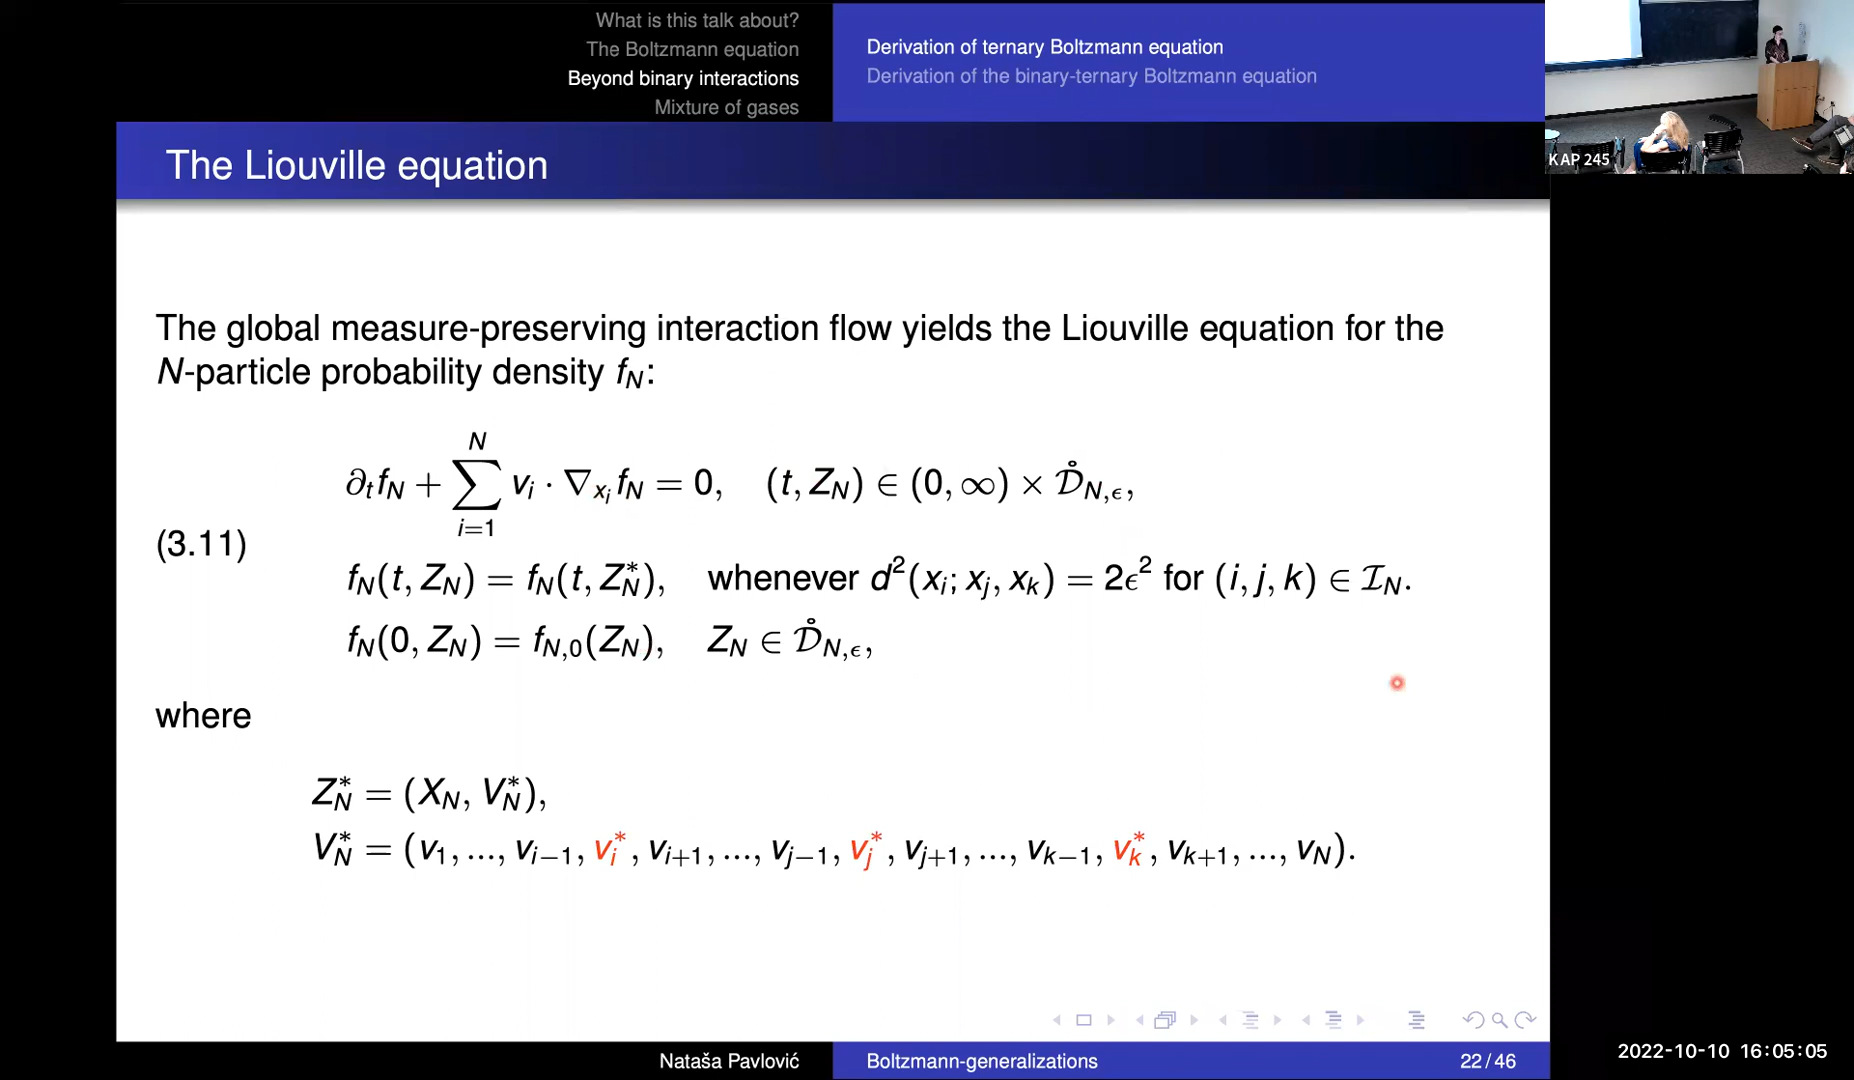 What is this talk about?
The Boltzmann equation
Beyond binary interactions
Mixture of gases
Derivation of ternary Boltzmann equation
Derivation of the binary-ternary Boltzmann equation
KAP 245
The Liouville equation
The global measure-preserving interaction flow yields the Liouville equation for the
N-particle probability density f_N:
∂_t f_N + ∑_{i=1}^{N} v_i · ∇_{x_i} f_N = 0, (t, Z_N) ∈ (0, ∞) × 𝒟̊_{N,ϵ},
(3.11)
f_N(t, Z_N) = f_N(t, Z_N^*), whenever d²(x_i; x_j, x_k) = 2ϵ² for (i, j, k) ∈ ℐ_N.
f_N(0, Z_N) = f_{N,0}(Z_N), Z_N ∈ 𝒟̊_{N,ϵ},
where
Z_N^* = (X_N, V_N^*),
V_N^* = (v_1, ..., v_{i−1}, v_i^*, v_{i+1}, ..., v_{j−1}, v_j^*, v_{j+1}, ..., v_{k−1}, v_k^*, v_{k+1}, ..., v_N).
Nataša Pavlović
Boltzmann-generalizations
22/46
2022-10-10 16:05:05